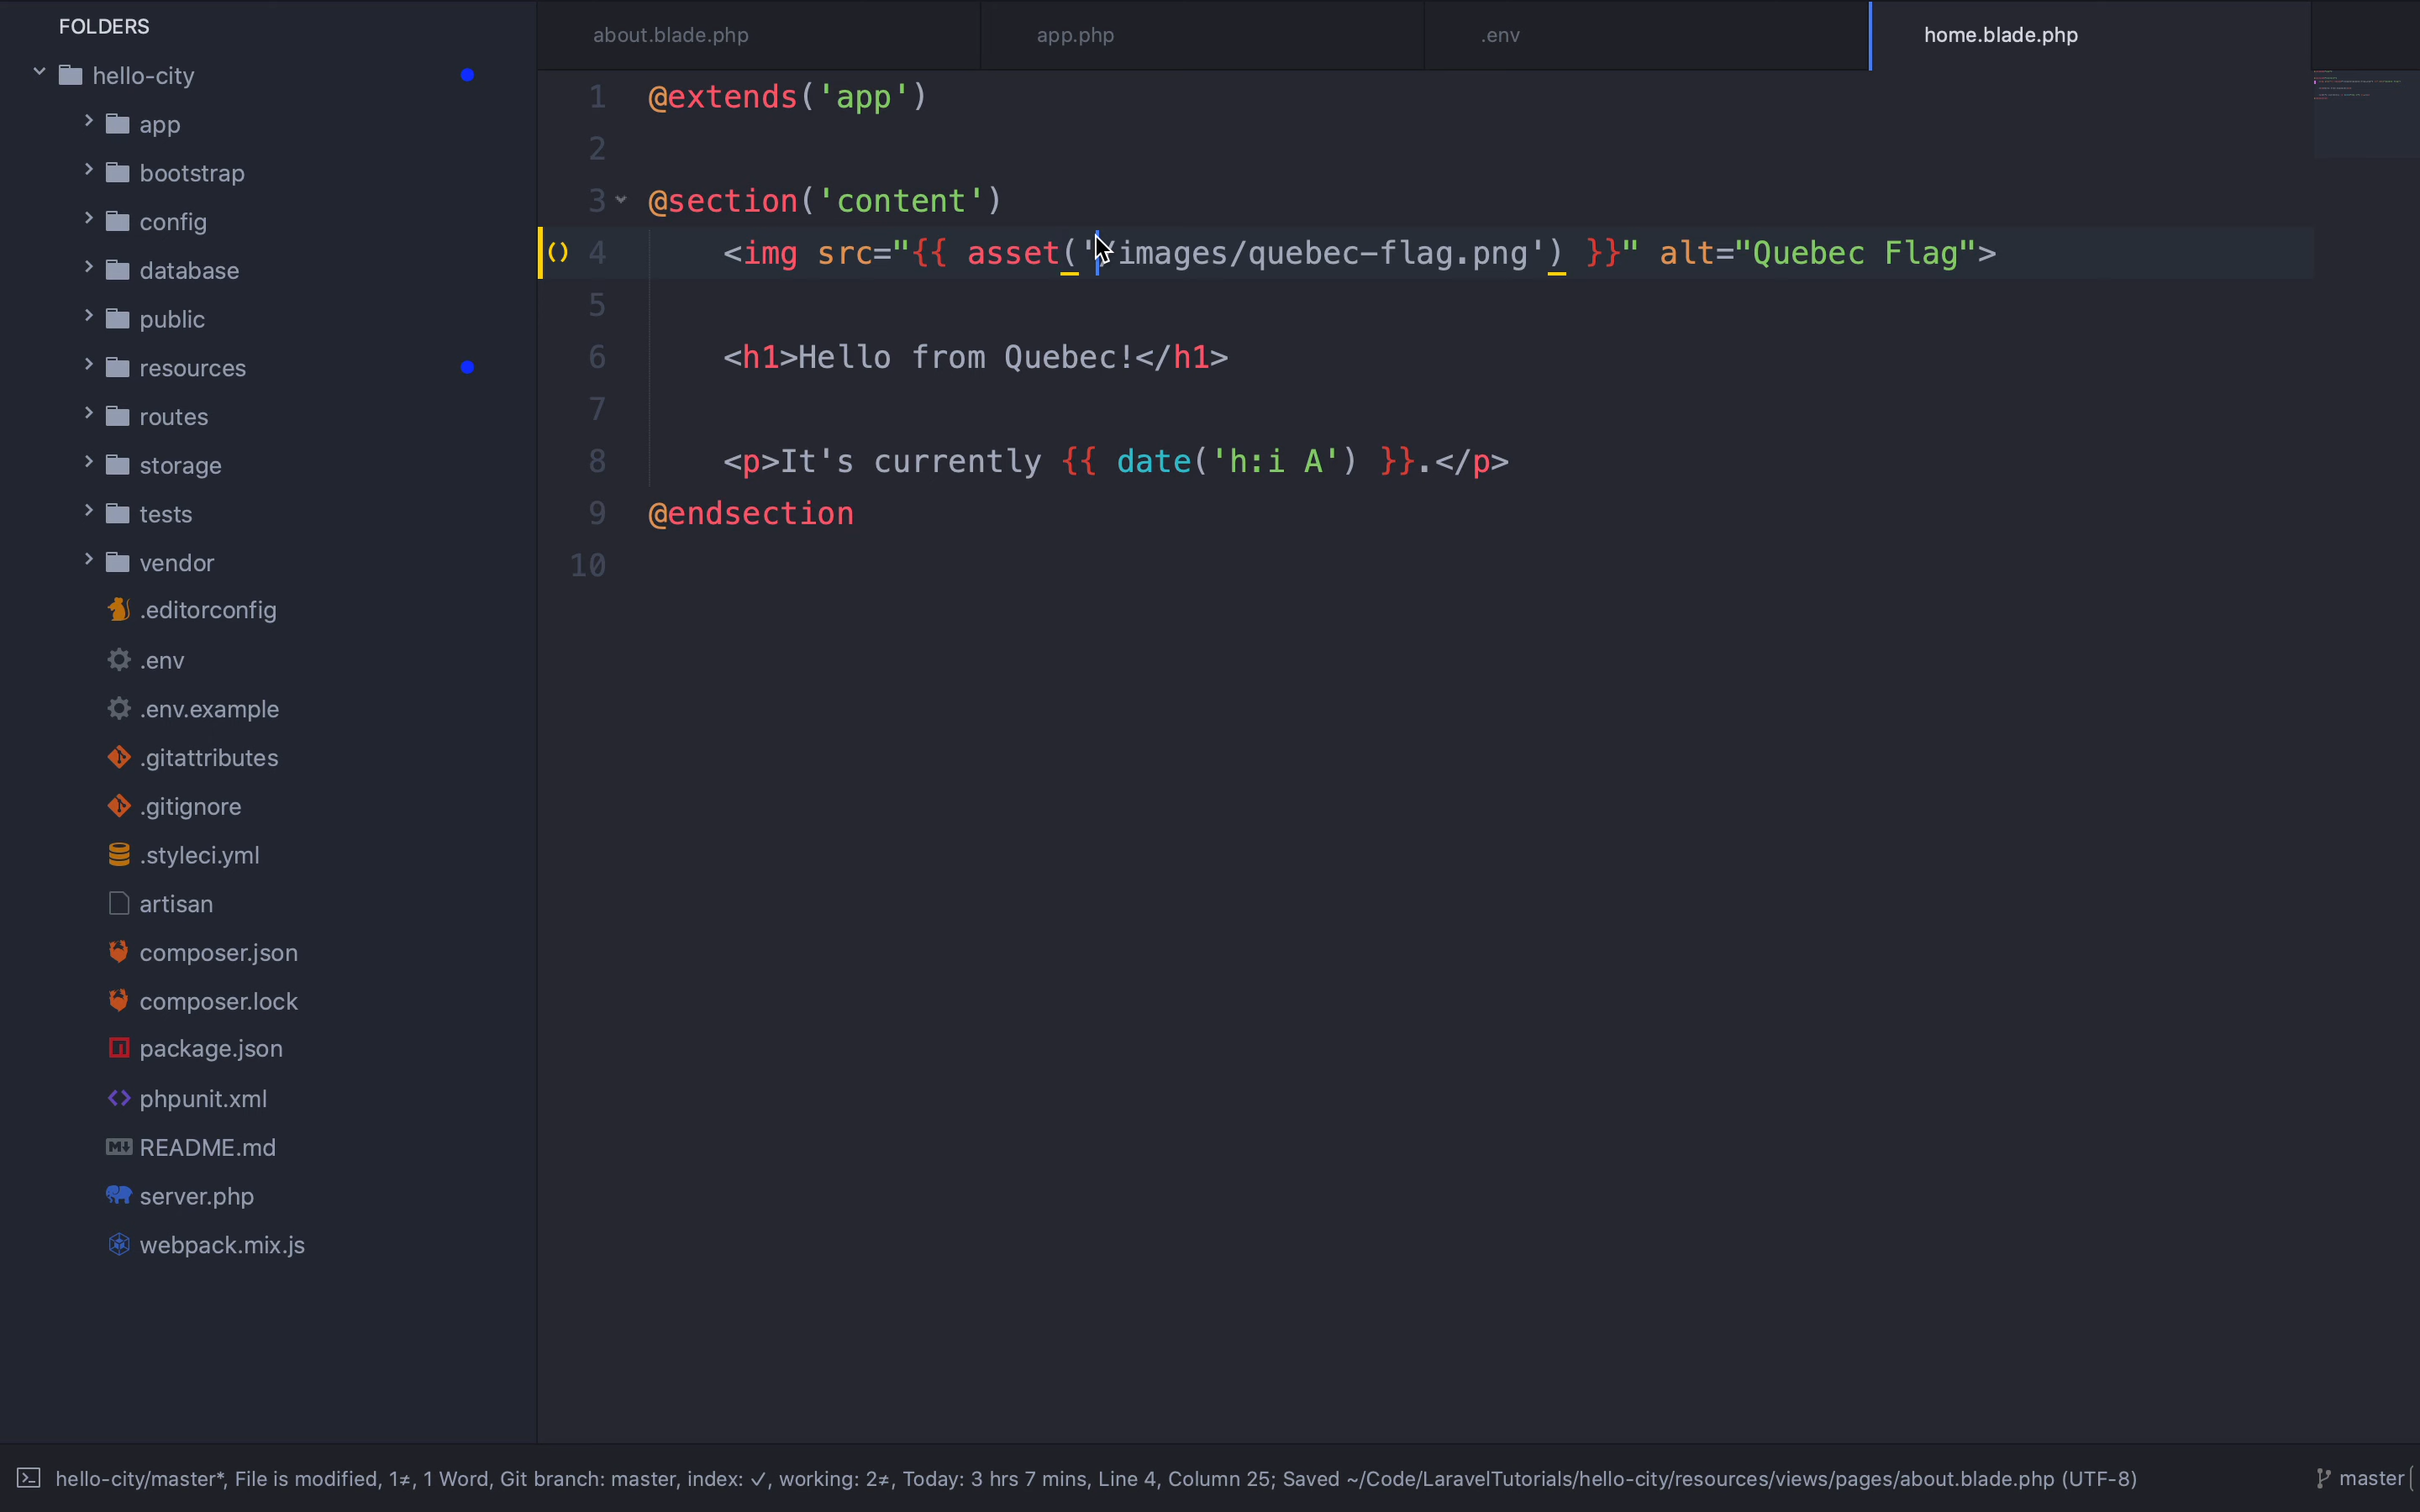 FOLDERS
hello-city
app
bootstrap
config
database
public
resources
routes
storage
tests
vendor
.editorconfig
.env
.env.example
.gitattributes
.gitignore
.styleci.yml
artisan
composer.json
composer.lock
package.json
phpunit.xml
README.md
server.php
webpack.mix.js
about.blade.php
app.php
.env
home.blade.php
1 @extends('app')
2
3 @section('content')
() 4 <img src="{{ asset('/images/quebec-flag.png') }}" alt="Quebec Flag">
5
6 <h1>Hello from Quebec!</h1>
7
8 <p>It's currently {{ date('h:i A') }}.</p>
9 @endsection
10
hello-city/master*, File is modified, 1≠, 1 Word, Git branch: master, index: ✓, working: 2≠, Today: 3 hrs 7 mins, Line 4, Column 25; Saved ~/Code/LaravelTutorials/hello-city/resources/views/pages/about.blade.php (UTF-8)
master